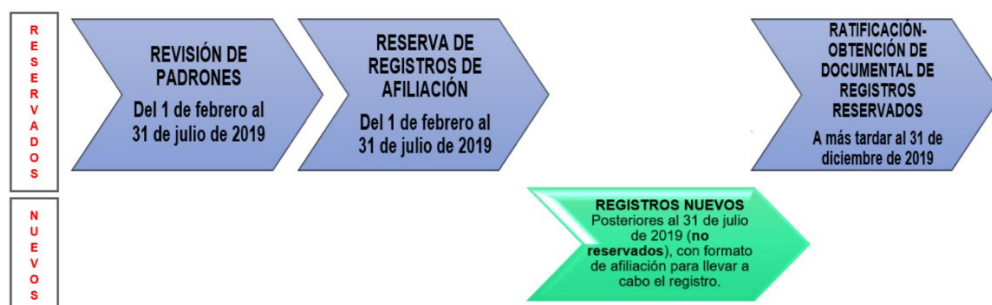 RESERVADOS
REVISIÓN DE
PADRONES
Del 1 de febrero al
31 de julio de 2019
RESERVA DE
REGISTROS DE
AFILIACIÓN
Del 1 de febrero al
31 de julio de 2019
RATIFICACIÓN-
OBTENCIÓN DE
DOCUMENTAL DE
REGISTROS
RESERVADOS
A más tardar al 31 de
diciembre de 2019
NUEVOS
REGISTROS NUEVOS
Posteriores al 31 de julio
de 2019 (no
reservados), con formato
de afiliación para llevar a
cabo el registro.